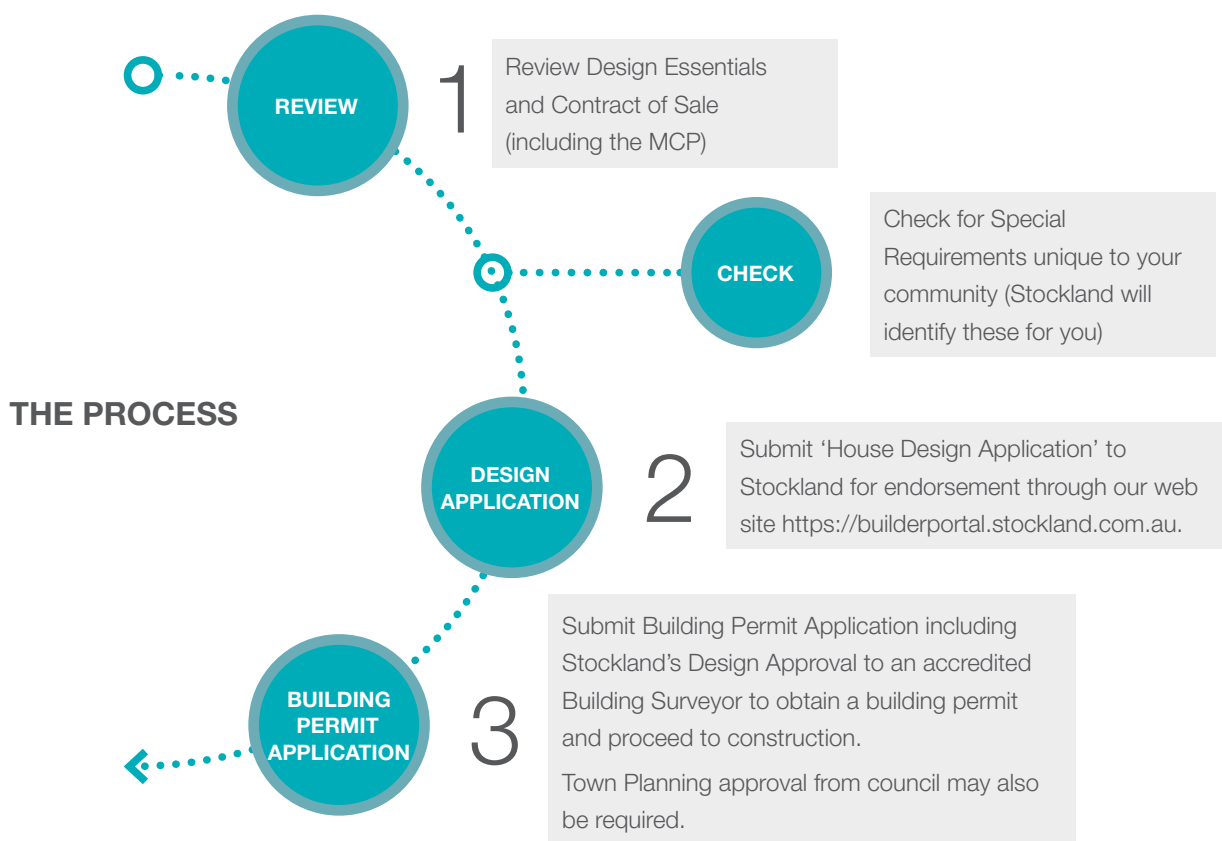 REVIEW
1
Review Design Essentials
and Contract of Sale
(including the MCP)
CHECK
Check for Special
Requirements unique to your
community (Stockland will
identify these for you)
THE PROCESS
DESIGN
APPLICATION
2
Submit ‘House Design Application’ to
Stockland for endorsement through our web
site https://builderportal.stockland.com.au.
BUILDING
PERMIT
APPLICATION
3
Submit Building Permit Application including
Stockland’s Design Approval to an accredited
Building Surveyor to obtain a building permit
and proceed to construction.
Town Planning approval from council may also
be required.